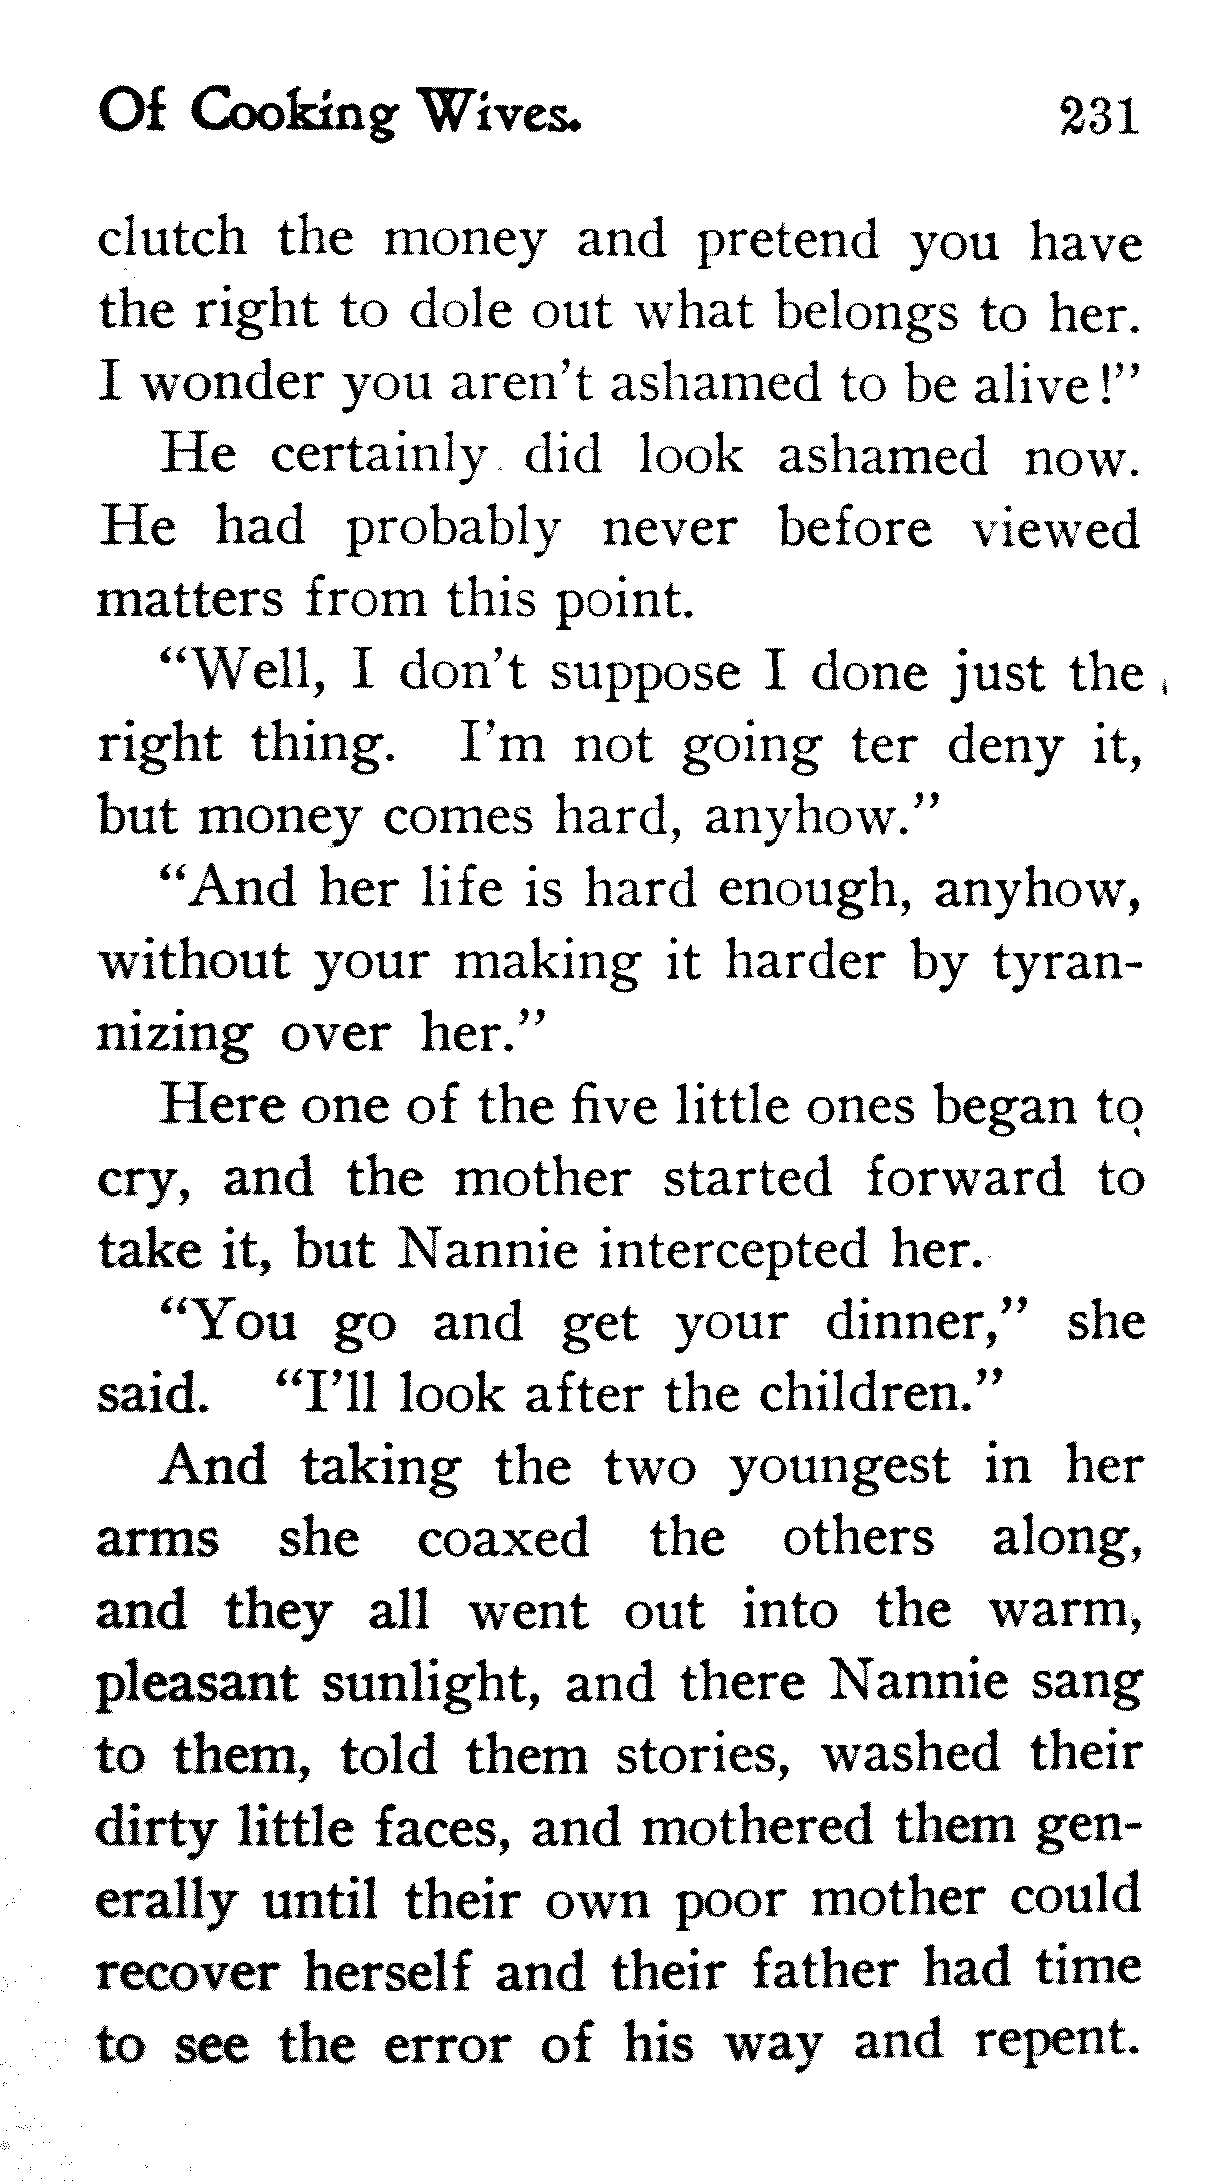 Of Cooking Wives. 231
clutch the money and pretend you have
the right to dole out what belongs to her.
I wonder you aren't ashamed to be alive!"
He certainly did look ashamed now.
He had probably never before viewed
matters from this point.
"Well, I don't suppose I done just the
right thing. I'm not going ter deny it,
but money comes hard, anyhow."
"And her life is hard enough, anyhow,
without your making it harder by tyran-
nizing over her."
Here one of the five little ones began to
cry, and the mother started forward to
take it, but Nannie intercepted her.
"You go and get your dinner," she
said. "I'll look after the children."
And taking the two youngest in her
arms she coaxed the others along,
and they all went out into the warm,
pleasant sunlight, and there Nannie sang
to them, told them stories, washed their
dirty little faces, and mothered them gen-
erally until their own poor mother could
recover herself and their father had time
to see the error of his way and repent.